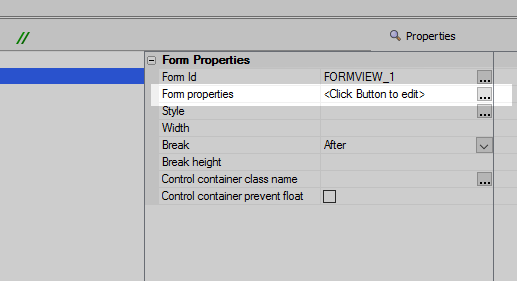 //
Properties
Form Properties
Form Id FORMVIEW_1 ...
Form properties <Click Button to edit> ...
Style ...
Width
Break After
Break height
Control container class name ...
Control container prevent float